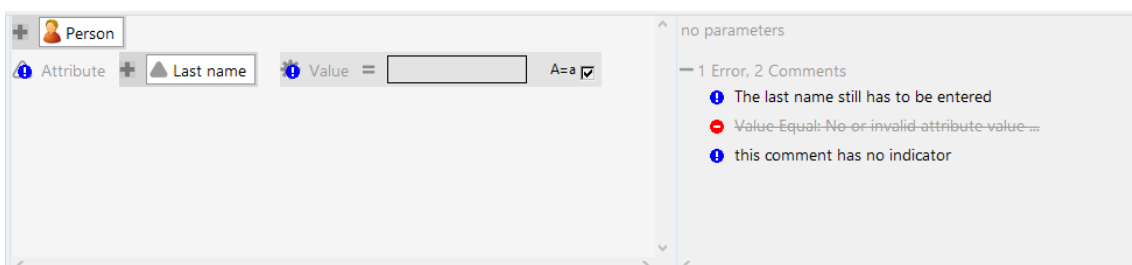 Person
Attribute Last name Value = A=a
no parameters
1 Error, 2 Comments
The last name still has to be entered
Value Equal: No or invalid attribute value ...
this comment has no indicator